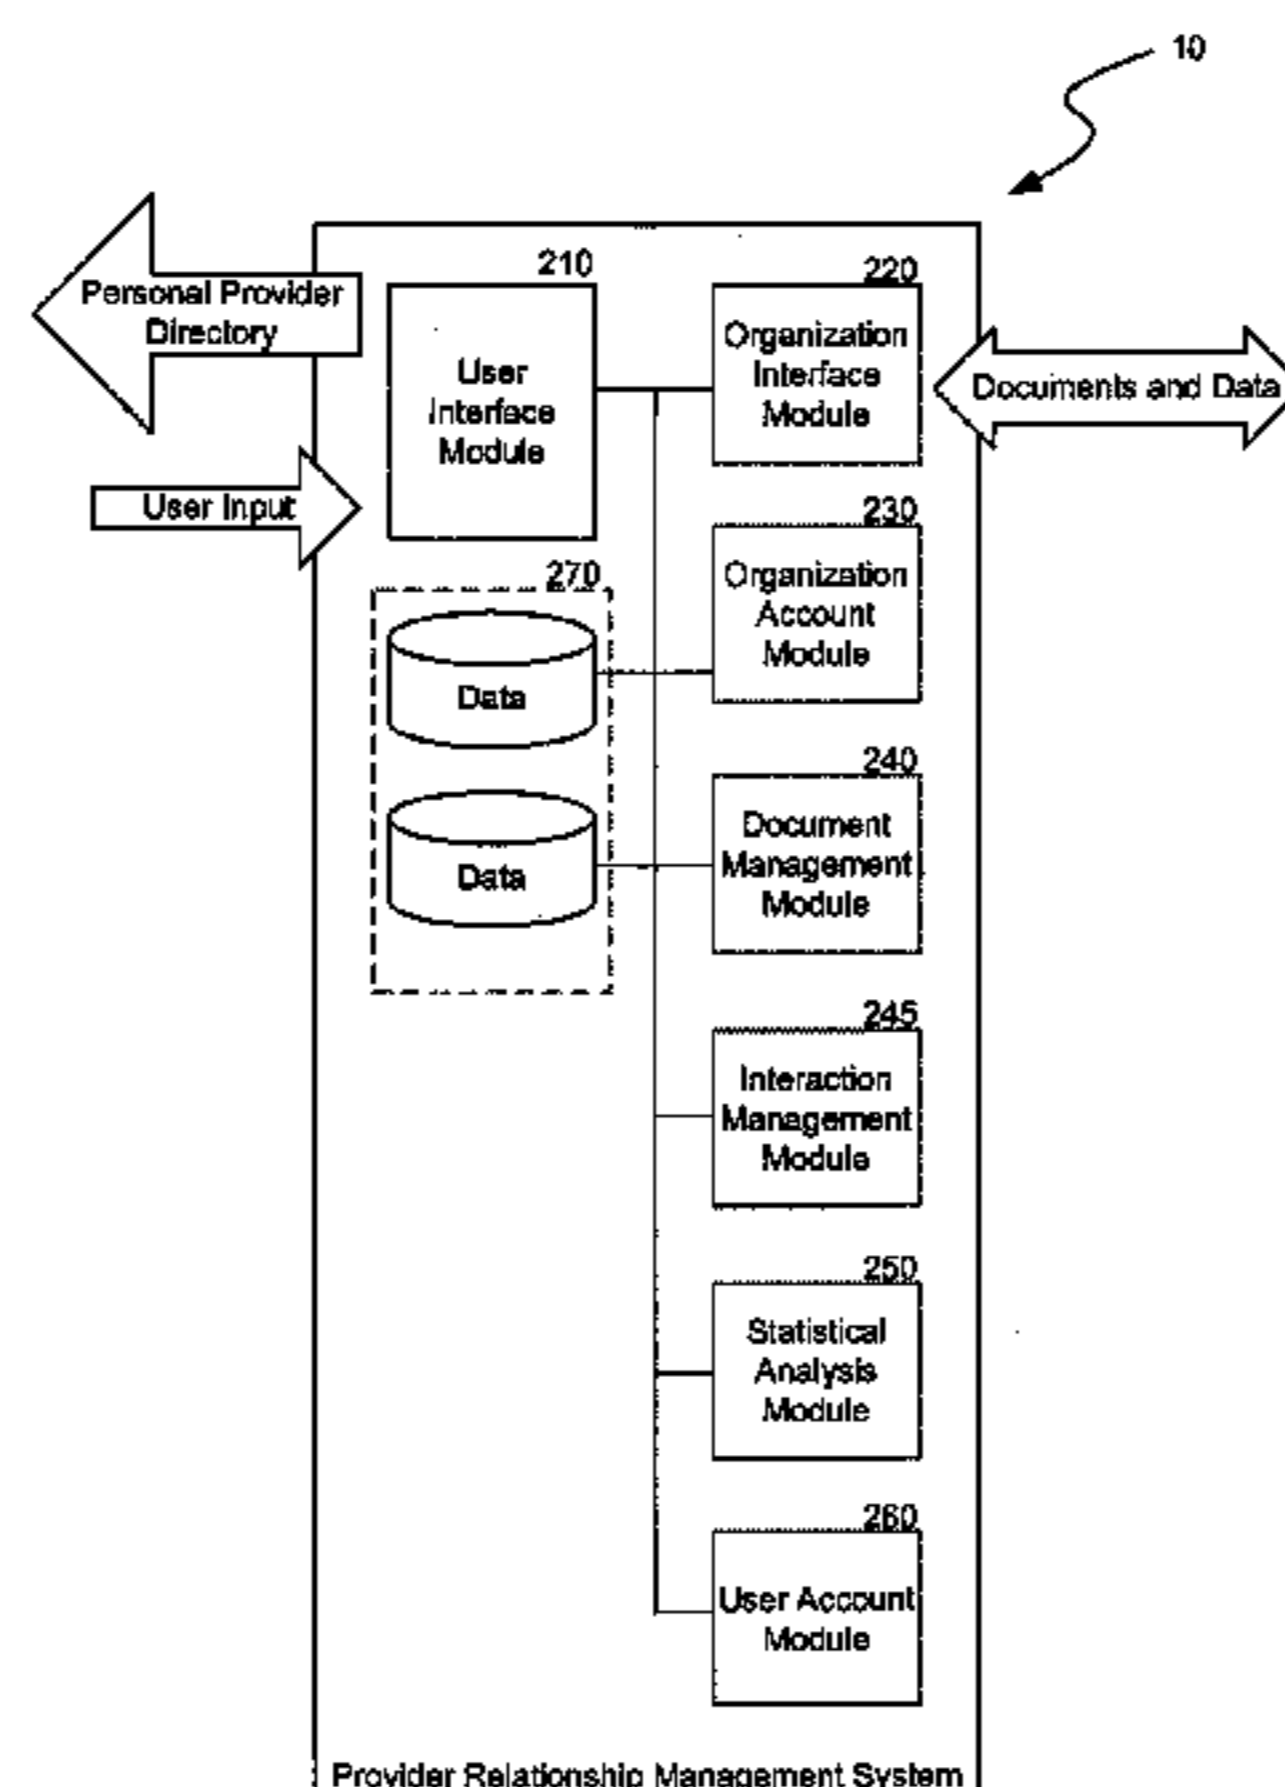 10
210
220
Personal Provider
Directory
User
Interface
Module
Organization
Interface
Module
Documents and Data
User Input
230
270
Organization
Account
Module
Data
240
Data
Document
Management
Module
245
Interaction
Management
Module
250
Statistical
Analysis
Module
260
User Account
Module
Provider Relationship Management System